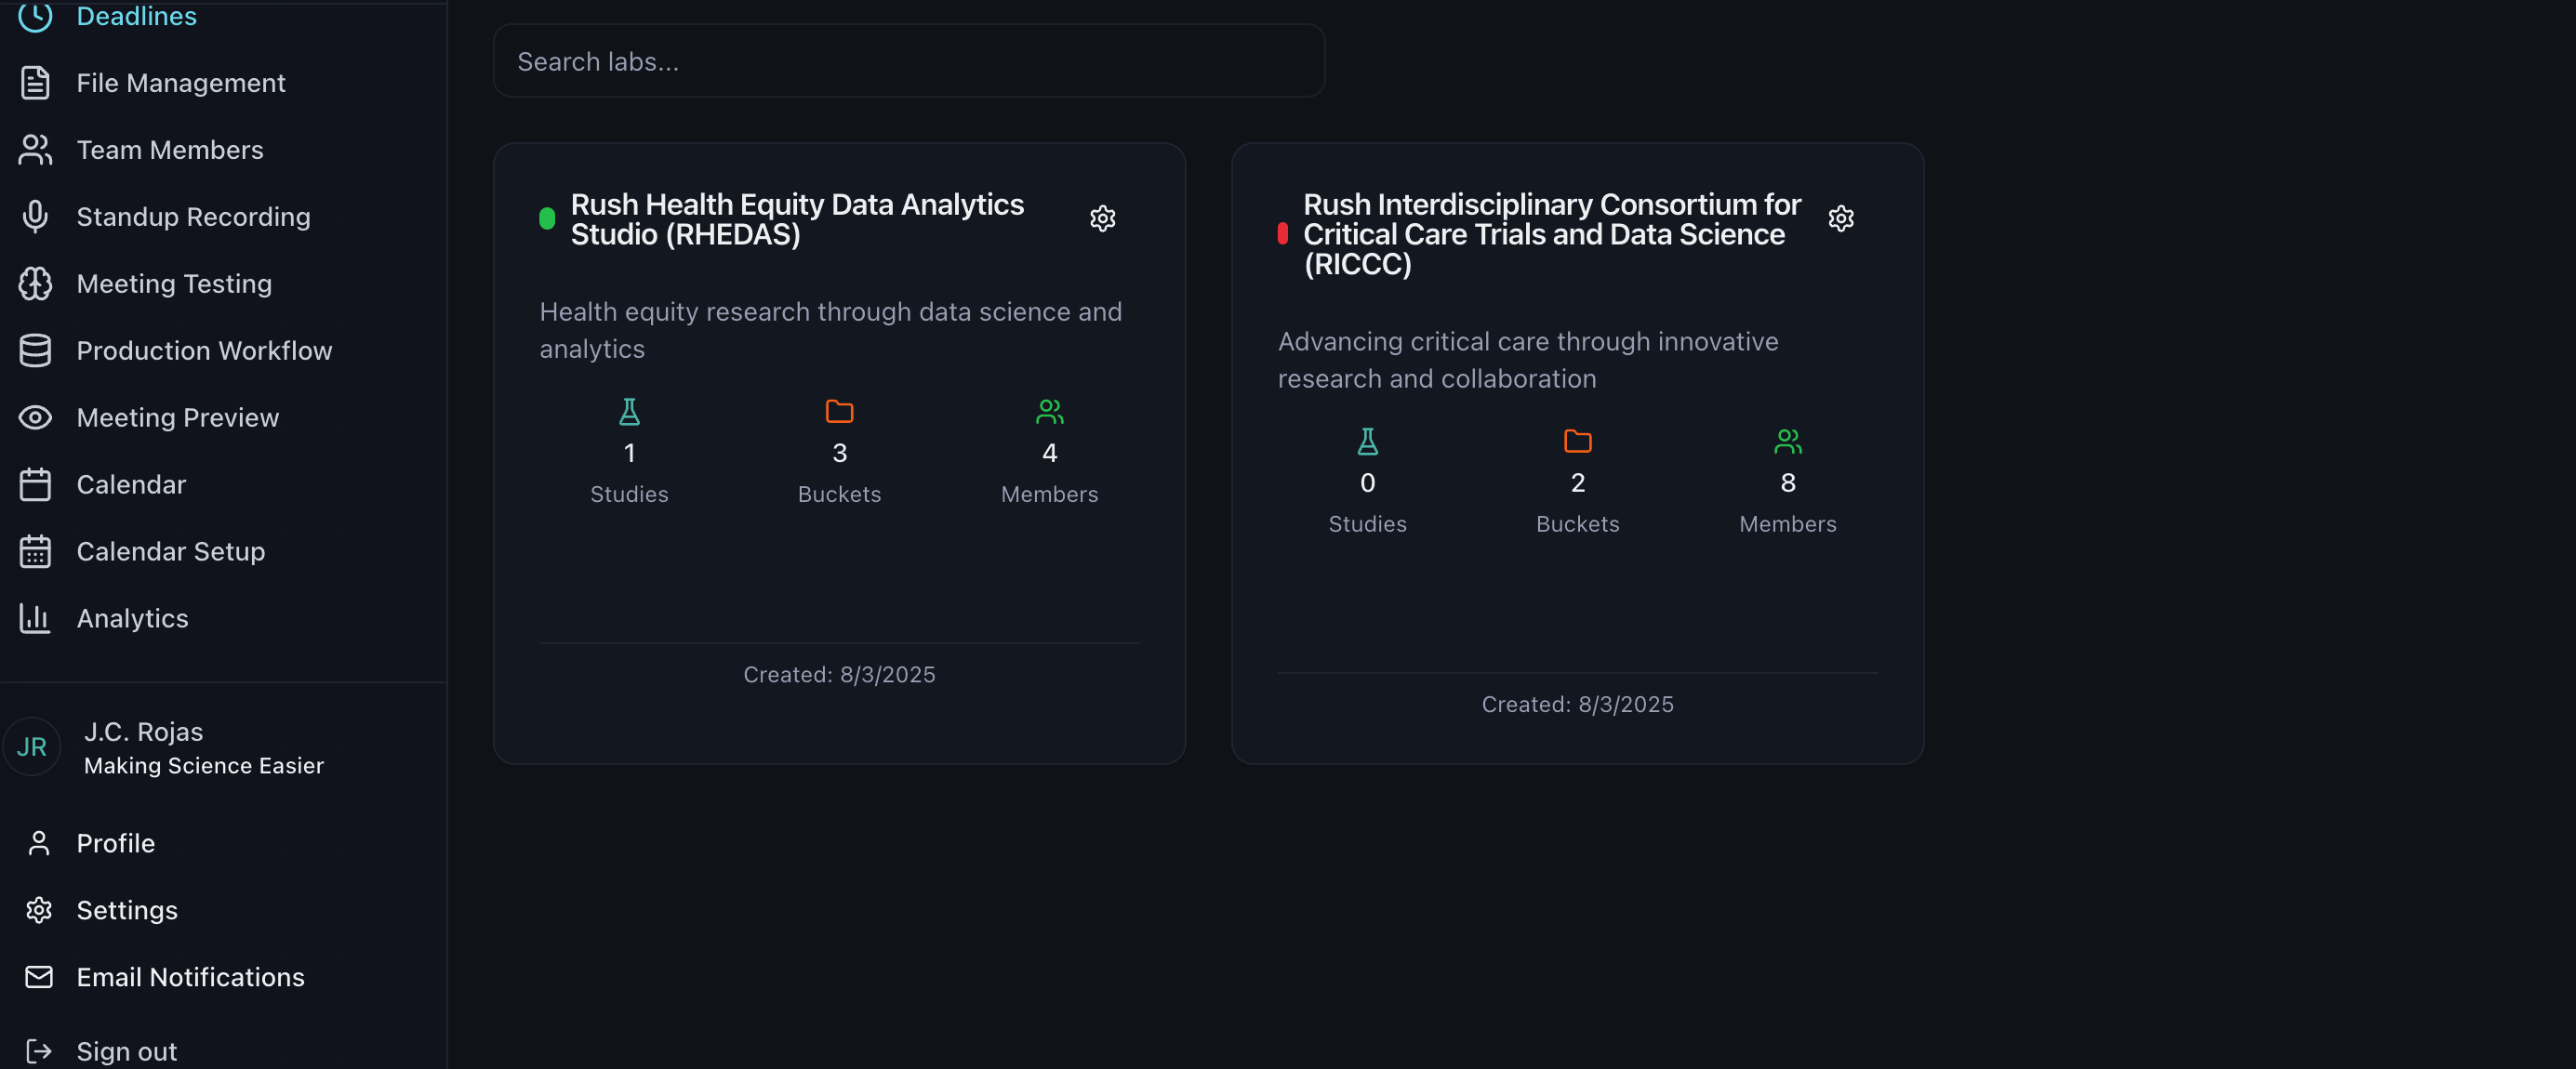 Deadlines
File Management
Team Members
Standup Recording
Meeting Testing
Production Workflow
Meeting Preview
Calendar
Calendar Setup
Analytics
JR
J.C. Rojas
Making Science Easier
Profile
Settings
Email Notifications
Sign out
Search labs...
Rush Health Equity Data Analytics
Studio (RHEDAS)
Health equity research through data science and
analytics
1
Studies
3
Buckets
4
Members
Created: 8/3/2025
Rush Interdisciplinary Consortium for
Critical Care Trials and Data Science
(RICCC)
Advancing critical care through innovative
research and collaboration
0
Studies
2
Buckets
8
Members
Created: 8/3/2025